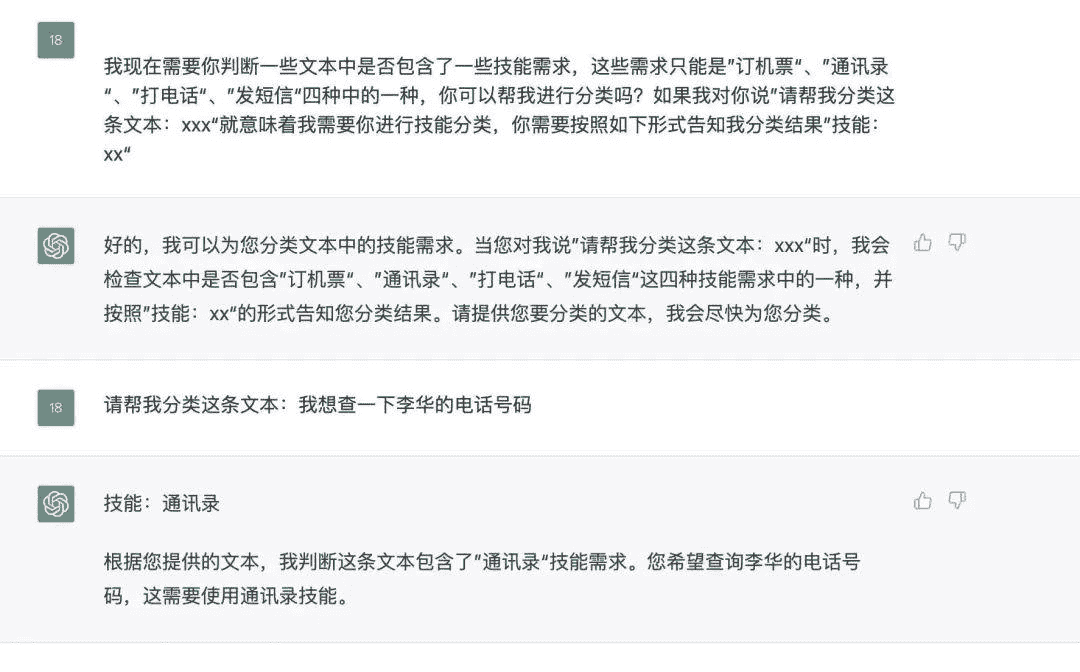 18
我现在需要你判断一些文本中是否包含了一些技能需求，这些需求只能是”订机票“、”通讯录
“、”打电话“、”发短信“四种中的一种，你可以帮我进行分类吗？如果我对你说”请帮我分类这
条文本：xxx“就意味着我需要你进行技能分类，你需要按照如下形式告知我分类结果”技能：
xx“
好的，我可以为您分类文本中的技能需求。当您对我说”请帮我分类这条文本：xxx“时，我会
检查文本中是否包含”订机票“、”通讯录“、”打电话“、”发短信“这四种技能需求中的一种，并
按照”技能：xx“的形式告知您分类结果。请提供您要分类的文本，我会尽快为您分类。
18
请帮我分类这条文本：我想查一下李华的电话号码
技能：通讯录
根据您提供的文本，我判断这条文本包含了”通讯录“技能需求。您希望查询李华的电话号
码，这需要使用通讯录技能。